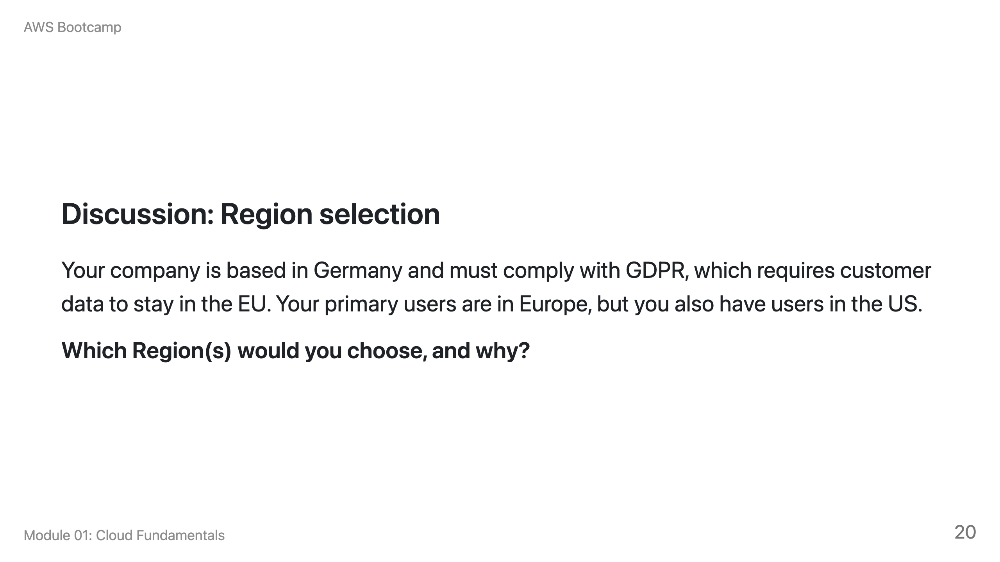 AWS Bootcamp
Discussion: Region selection
Your company is based in Germany and must comply with GDPR, which requires customer
data to stay in the EU. Your primary users are in Europe, but you also have users in the US.
Which Region(s) would you choose, and why?
Module 01: Cloud Fundamentals
20